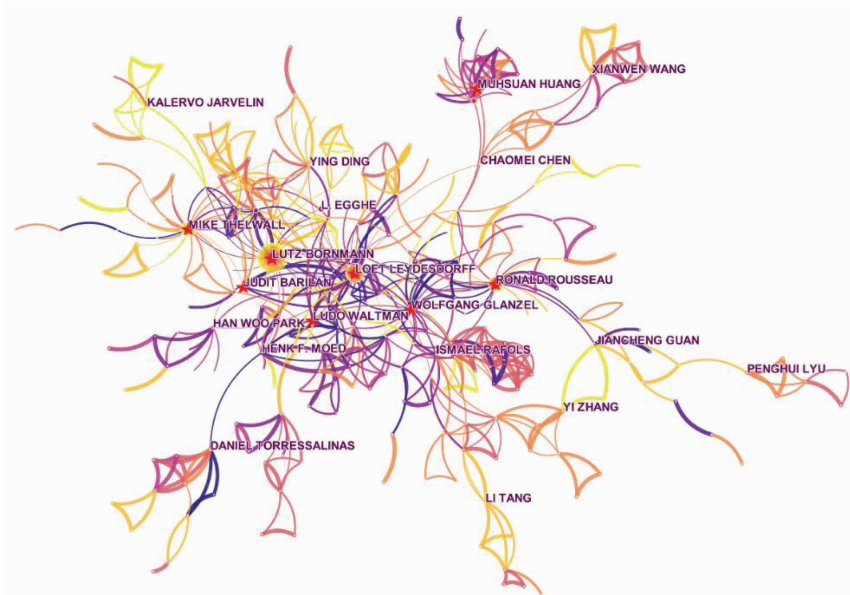 XIANWEN WANG
MUHSUAN HUANG
KALERVO JARVELIN
YING DING
CHAOMEI CHEN
L. EGGHE
MIKE THELWALL
LUTZ BORNMANN
LOET LEYDESDORFF
JUDIT BARILAN
RONALD ROUSSEAU
WOLFGANG GLANZEL
LUDO WALTMAN
HAN WOO PARK
HENK F. MOED
ISMAEL RAFOLS
JIANCHENG GUAN
PENGHUI LYU
YI ZHANG
DANIEL TORRESSALINAS
LI TANG